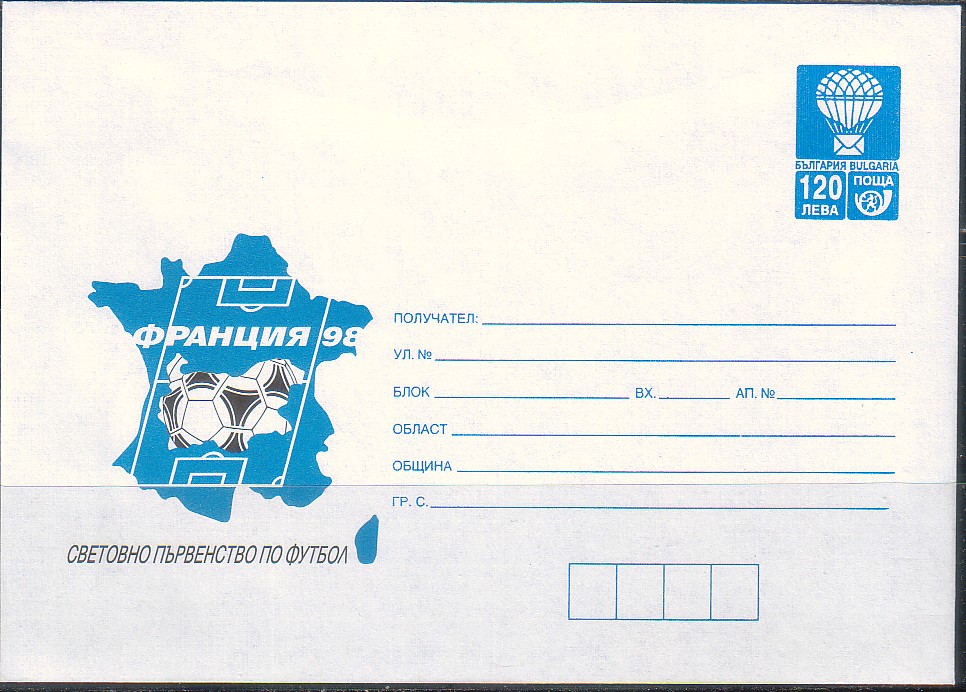 БЪЛГАРИЯ BULGARIA
120 ПОЩА
ЛЕВА
ФРАНЦИЯ 98
ПОЛУЧАТЕЛ:
УЛ. №
БЛОК ВХ. АП. №
ОБЛАСТ
ОБЩИНА
ГР. С.
СВЕТОВНО ПЪРВЕНСТВО ПО ФУТБОЛ